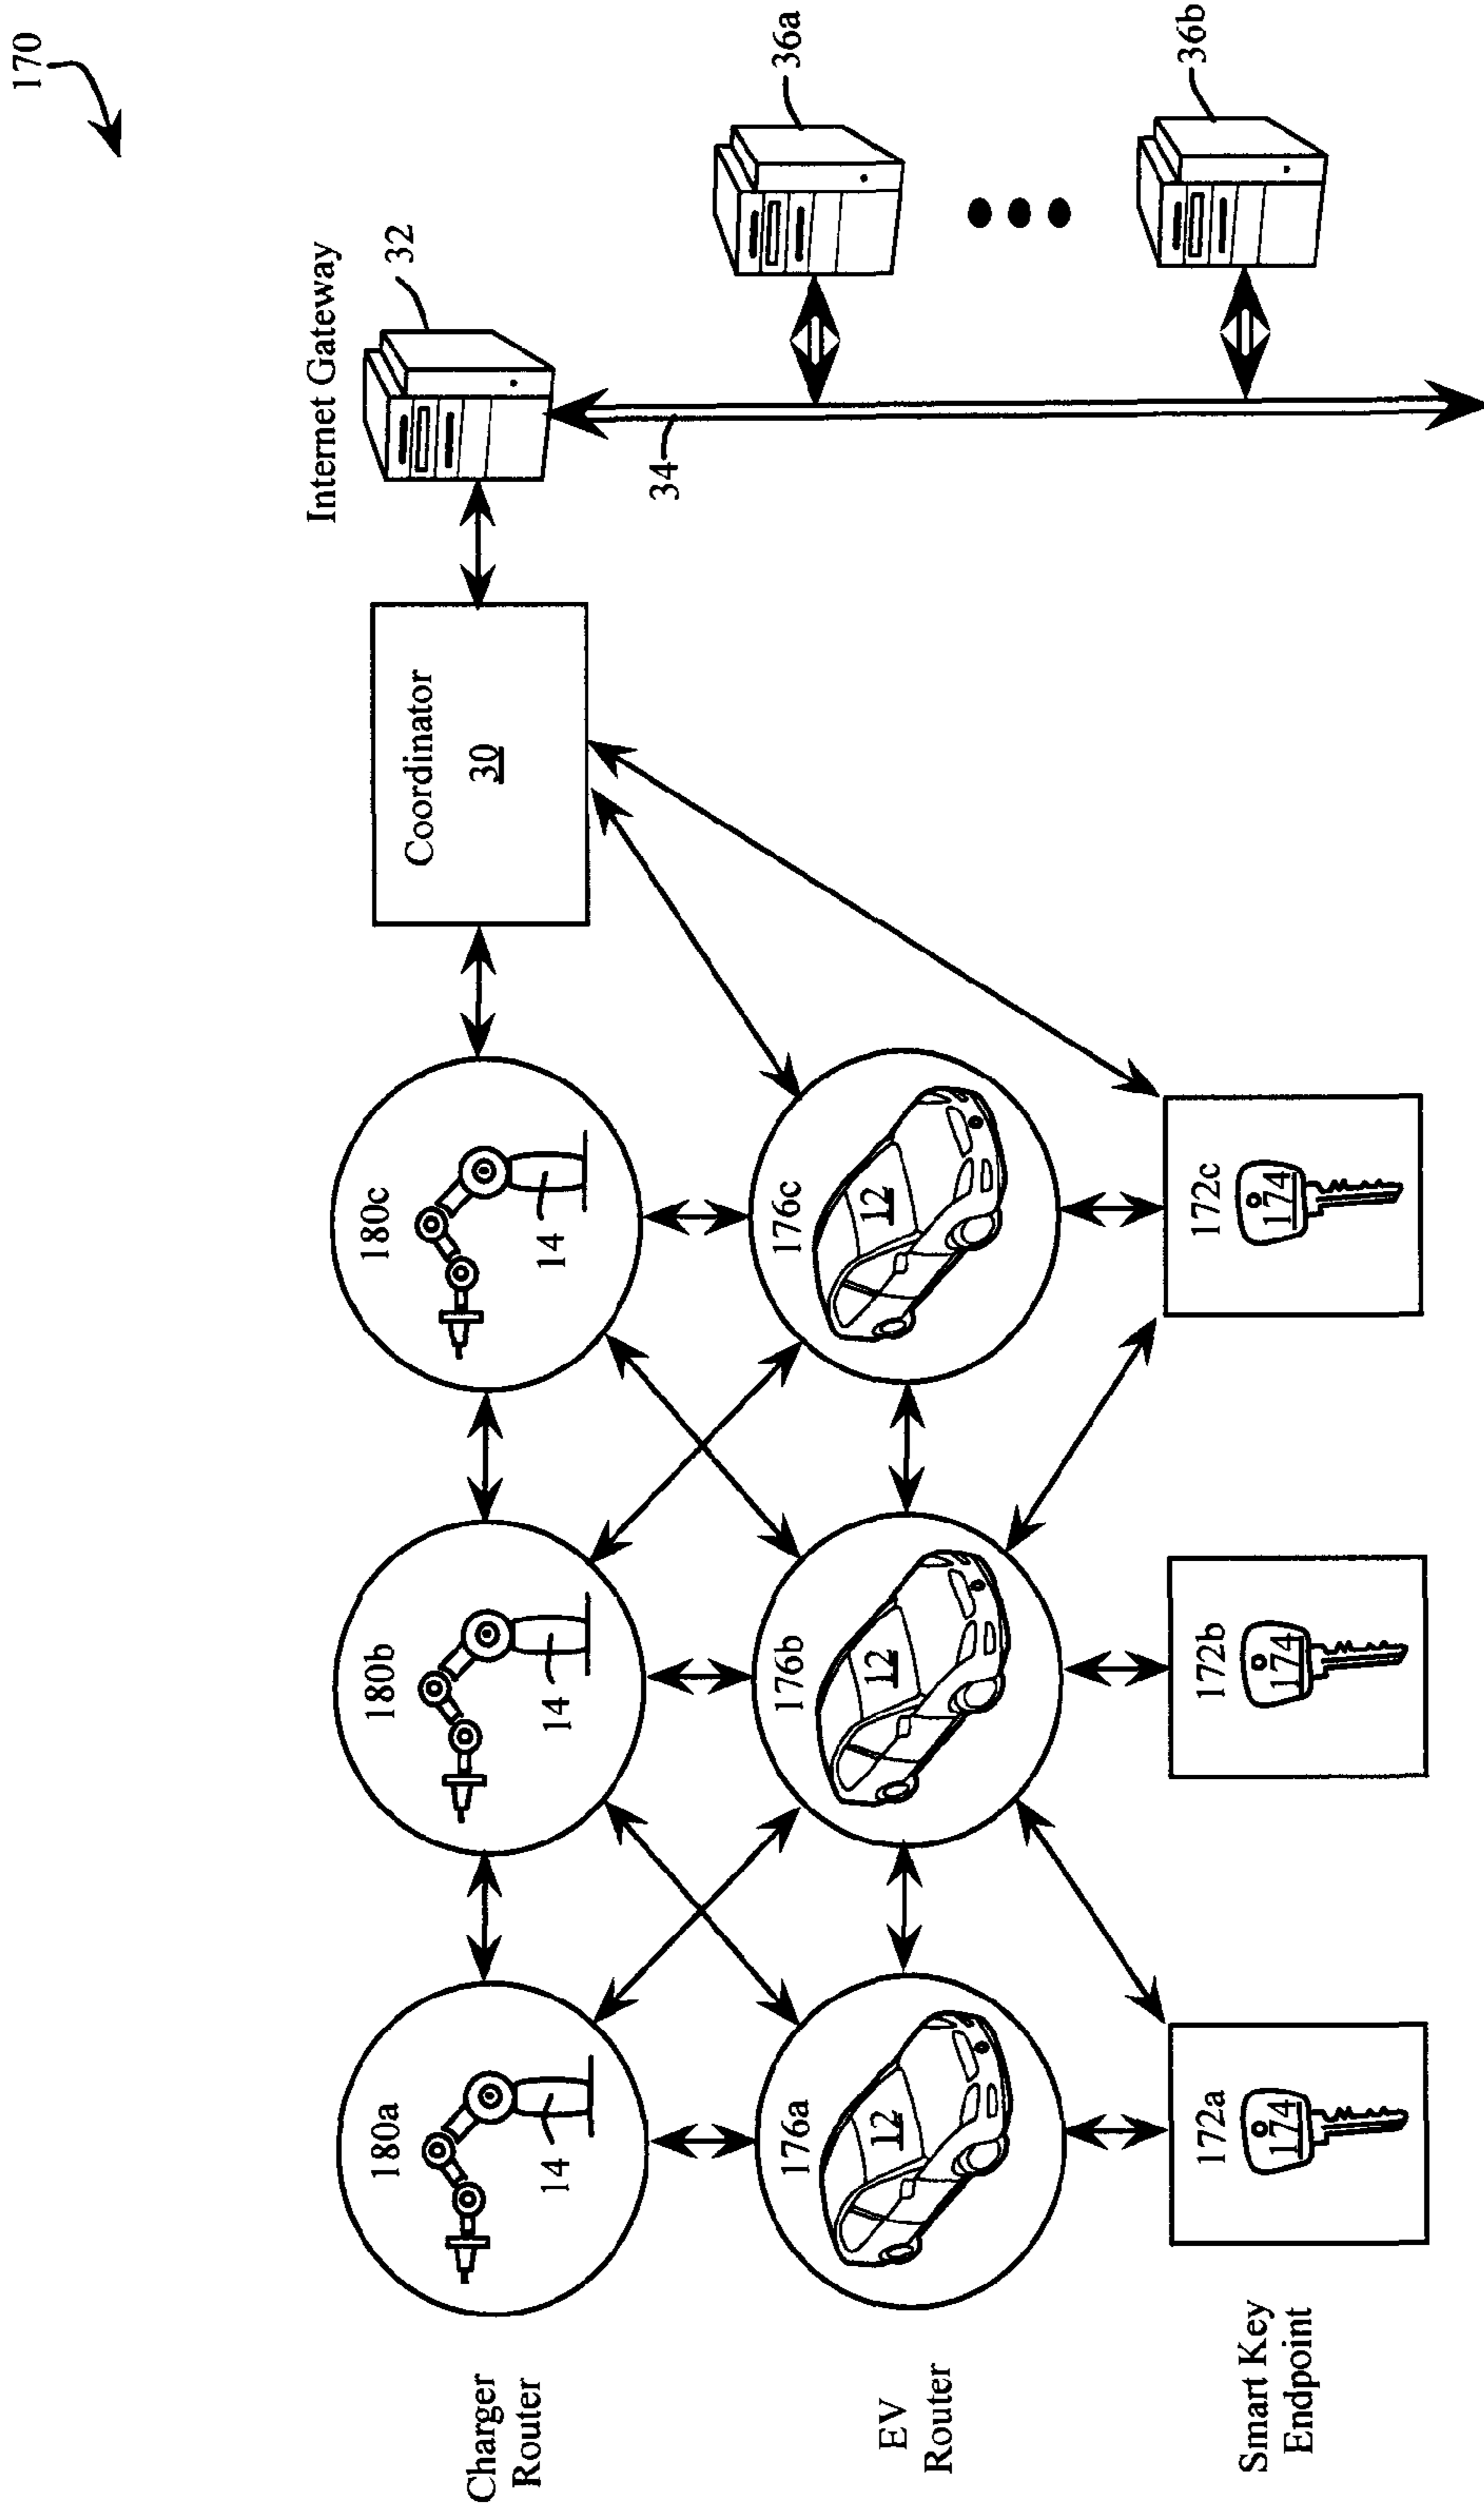 170
Internet Gateway
32
36a
36b
34
Coordinator
30
Charger
Router
180a
14
180b
14
180c
14
EV
Router
176a
12
176b
12
176c
12
Smart Key
Endpoint
172a
174
172b
174
172c
174